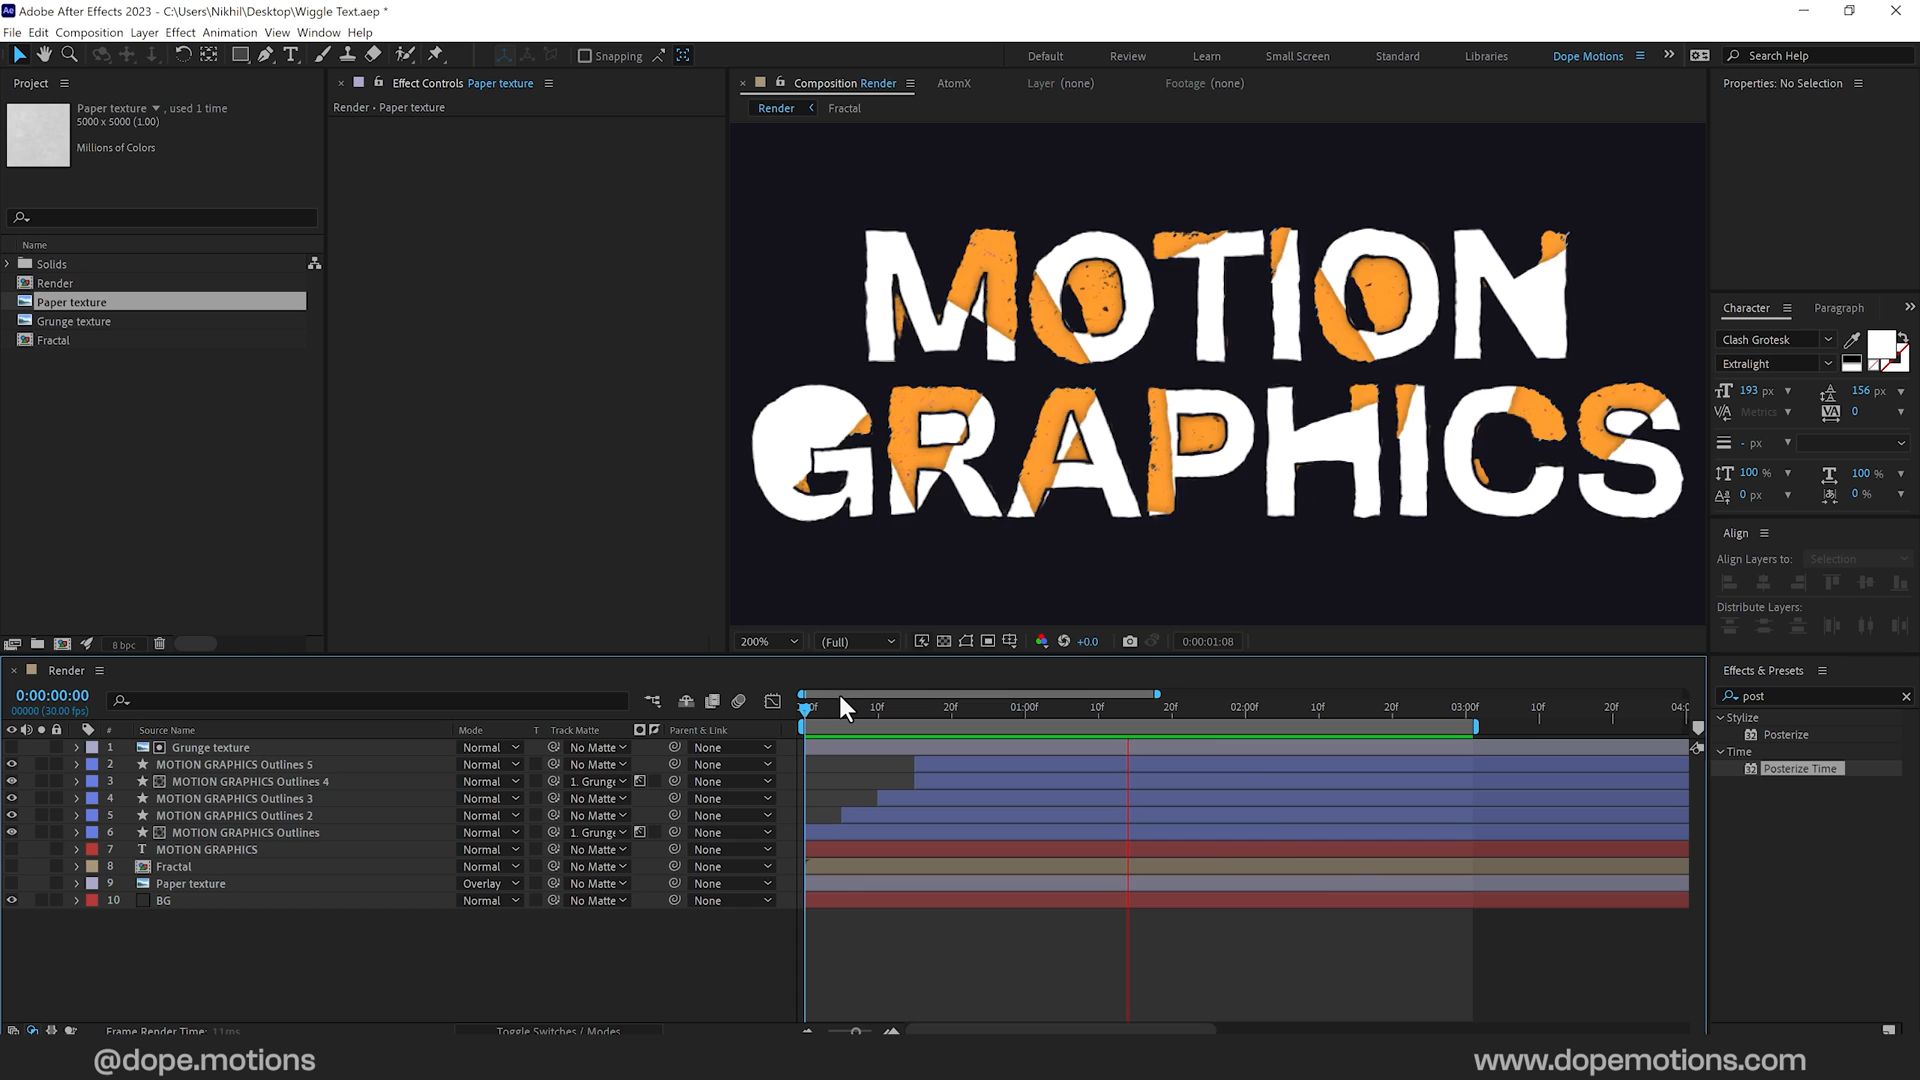 Adobe After Effects 2023 - C:\Users\Nikhil\Desktop\Wiggle Text.aep *
File Edit Composition Layer Effect Animation View Window Help
Snapping
Default Review Learn Small Screen Standard Libraries Dope Motions
Search Help
Project
Paper texture , used 1 time
5000 x 5000 (1.00)
Millions of Colors
Name
Solids
Render
Paper texture
Grunge texture
Fractal
8 bpc
Effect Controls Paper texture
Render • Paper texture
Composition Render AtomX Layer (none) Footage (none)
Render Fractal
MOTION
GRAPHICS
200% (Full) +0.0 0:00:01:08
Properties: No Selection
Character Paragraph
Clash Grotesk
Extralight
193 px 156 px
Metrics 0
- px
100 % 100 %
0 px 0 %
Align
Align Layers to: Selection
Distribute Layers:
Effects & Presets
post
Stylize
Posterize
Time
Posterize Time
Render
0:00:00:00
00000 (30.00 fps)
10f 20f 01:00f 10f 20f 02:00f 10f 20f 03:00f 10f 20f
# Source Name Mode T Track Matte Parent & Link
1 Grunge texture Normal No Matte None
2 MOTION GRAPHICS Outlines 5 Normal No Matte None
3 MOTION GRAPHICS Outlines 4 Normal 1. Grunge None
4 MOTION GRAPHICS Outlines 3 Normal No Matte None
5 MOTION GRAPHICS Outlines 2 Normal No Matte None
6 MOTION GRAPHICS Outlines Normal 1. Grunge None
7 T MOTION GRAPHICS Normal No Matte None
8 Fractal Normal No Matte None
9 Paper texture Overlay No Matte None
10 BG Normal No Matte None
Frame Render Time: 11ms Toggle Switches / Modes
@dope.motions
www.dopemotions.com